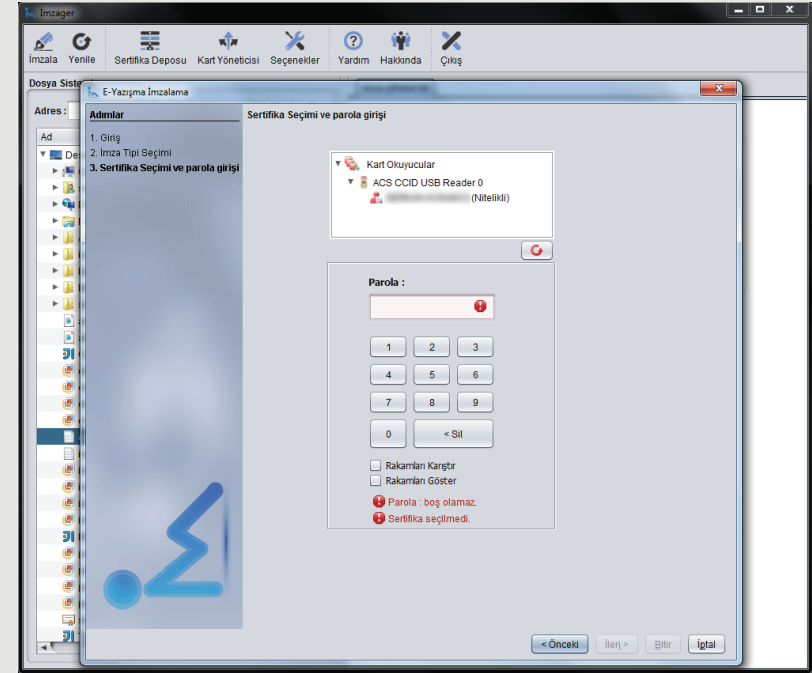 İmzager
İmzala Yenile Sertifika Deposu Kart Yöneticisi Seçenekler Yardım Hakkında Çıkış
Dosya Siste
E-Yazışma İmzalama
Adres :
Ad
Des
Adımlar
1. Giriş
2. İmza Tipi Seçimi
3. Sertifika Seçimi ve parola girişi
Sertifika Seçimi ve parola girişi
Kart Okuyucular
ACS CCID USB Reader 0
(Nitelikli)
Parola :
1 2 3
4 5 6
7 8 9
0 < Sil
Rakamları Karıştır
Rakamları Göster
Parola : boş olamaz.
Sertifika seçilmedi.
< Önceki İleri > Bitir İptal